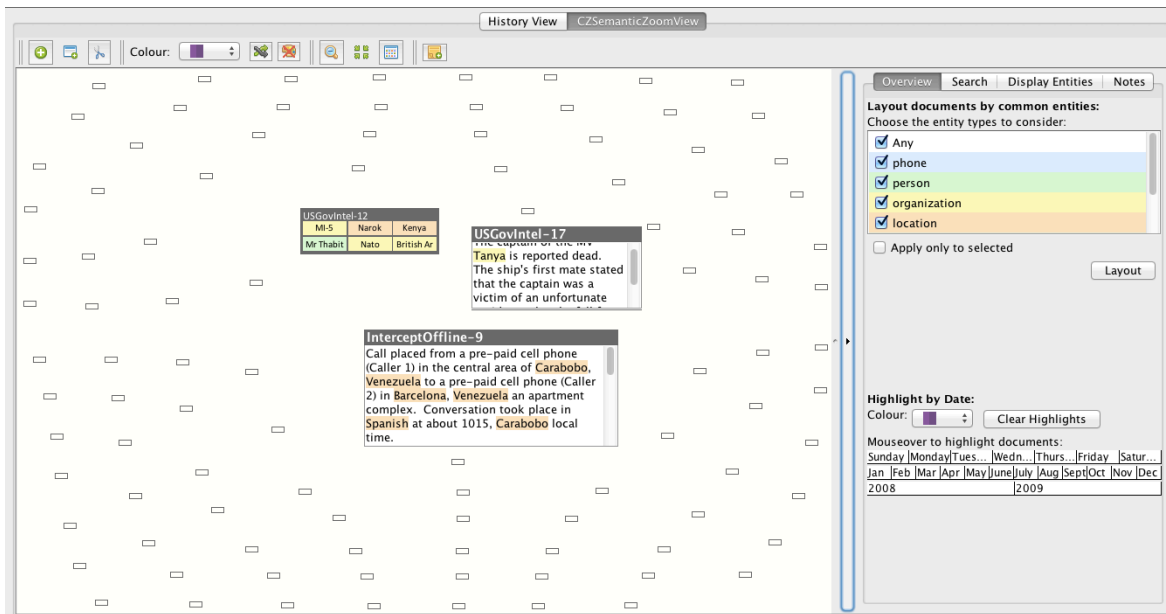 History View CZSemanticZoomView
Colour:
Overview Search Display Entities Notes
Layout documents by common entities:
Choose the entity types to consider:
Any
phone
person
organization
location
Apply only to selected
Layout
USGovIntel-12
MI-5 Narok Kenya
Mr Thabit Nato British Ar
USGovIntel-17
The captain of the MV
Tanya is reported dead.
The ship's first mate stated
that the captain was a
victim of an unfortunate
InterceptOffline-9
Call placed from a pre-paid cell phone
(Caller 1) in the central area of Carabobo,
Venezuela to a pre-paid cell phone (Caller
2) in Barcelona, Venezuela an apartment
complex. Conversation took place in
Spanish at about 1015, Carabobo local
time.
Highlight by Date:
Colour: Clear Highlights
Mouseover to highlight documents:
Sunday Monday Tues... Wedn... Thurs... Friday Satur...
Jan Feb Mar Apr May June July Aug Sept Oct Nov Dec
2008 2009